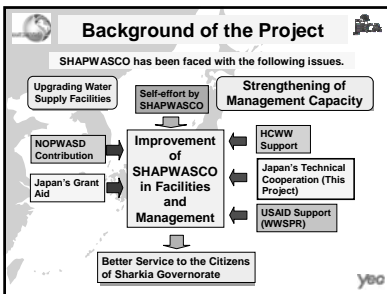 Background of the Project
jica
SHAPWASCO has been faced with the following issues.
Upgrading Water
Supply Facilities
Self-effort by
SHAPWASCO
Strengthening of
Management Capacity
NOPWASD
Contribution
Japan's Grant
Aid
Improvement
of
SHAPWASCO
in Facilities
and
Management
HCWW
Support
Japan's Technical
Cooperation (This
Project)
USAID Support
(WWSPR)
Better Service to the Citizens
of Sharkia Governorate
yec